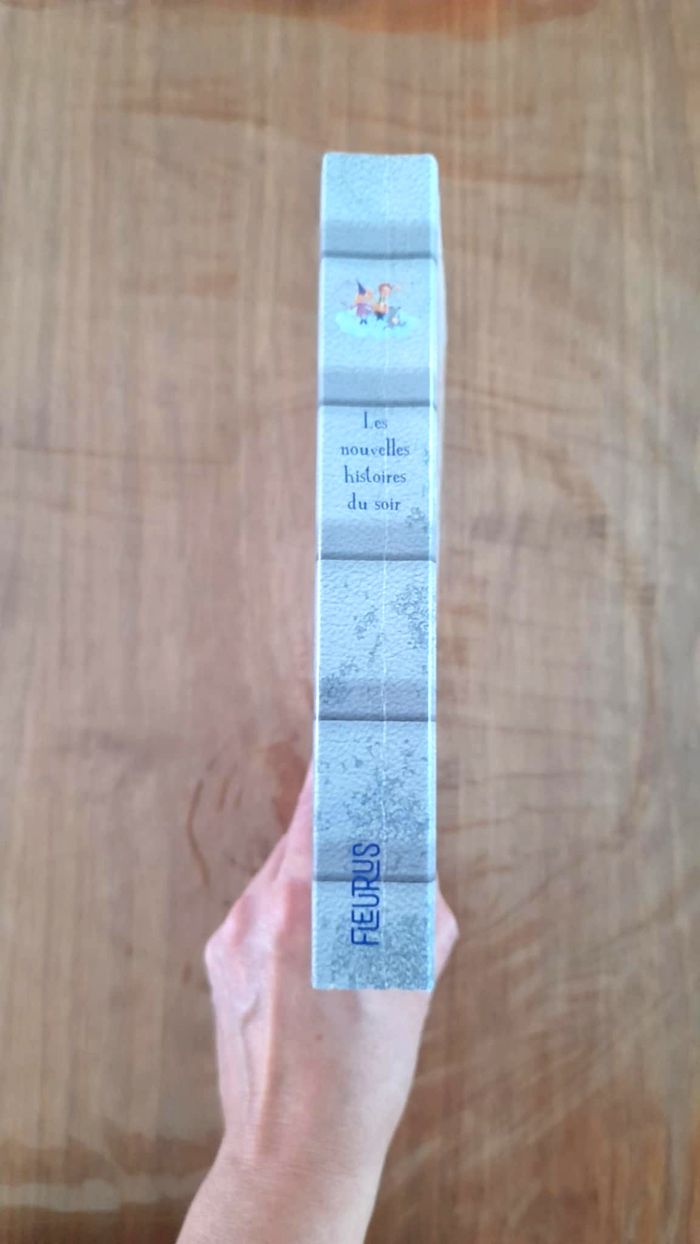 Les
nouvelles
histoires
du soir
FLEURUS